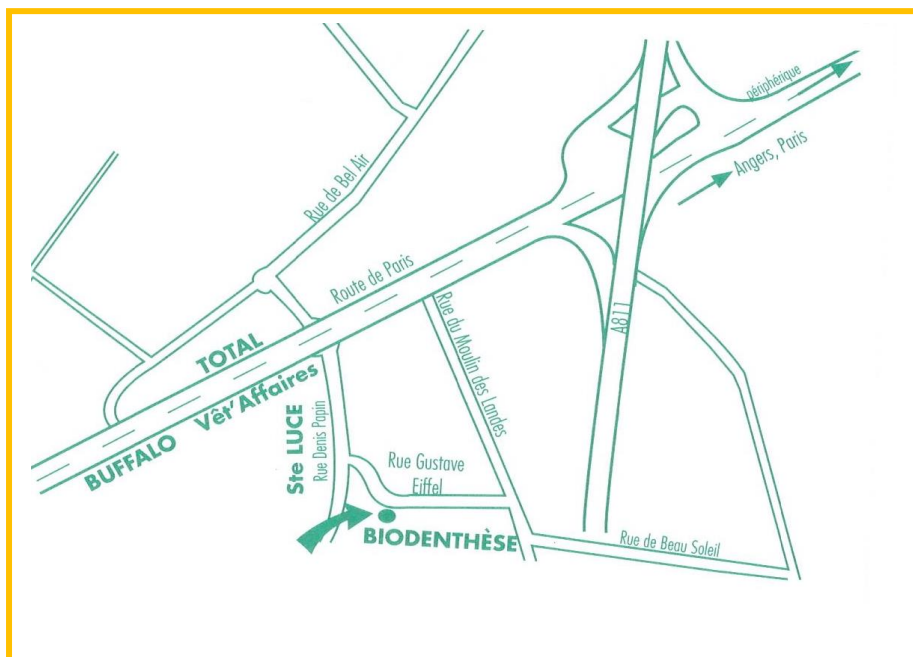 périphérique
Angers, Paris
Rue de Bel Air
Route de Paris
A811
Rue du Moulin des Landes
TOTAL
Vêt'Affaires
BUFFALO
Ste LUCE
Rue Denis Papin
Rue Gustave
Eiffel
BIODENTHÈSE
Rue de Beau Soleil